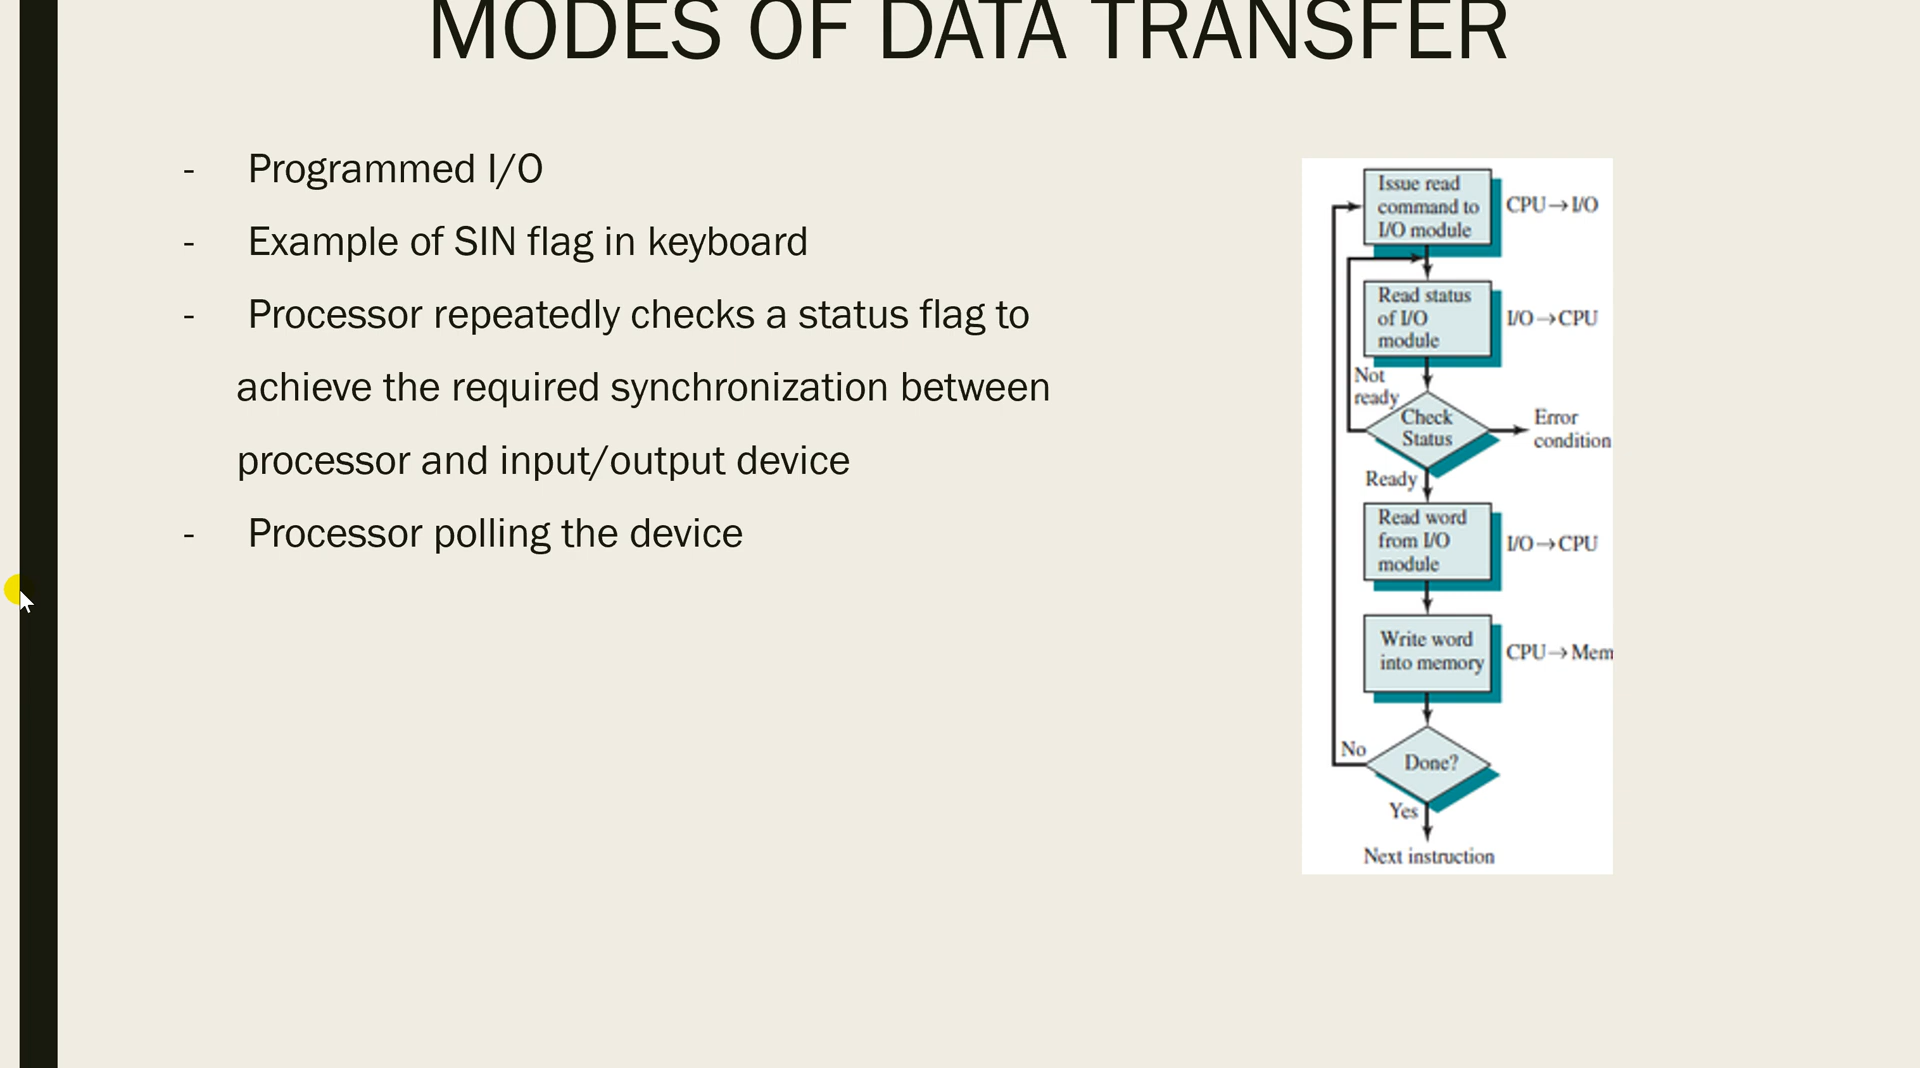 MODES OF DATA TRANSFER
- Programmed I/O
- Example of SIN flag in keyboard
- Processor repeatedly checks a status flag to
achieve the required synchronization between
processor and input/output device
- Processor polling the device
Issue read
command to
I/O module
CPU→I/O
Read status
of I/O
module
I/O→CPU
Not
ready
Check
Status
Error
condition
Ready
Read word
from I/O
module
I/O→CPU
Write word
into memory
CPU→Mem
No
Done?
Yes
Next instruction